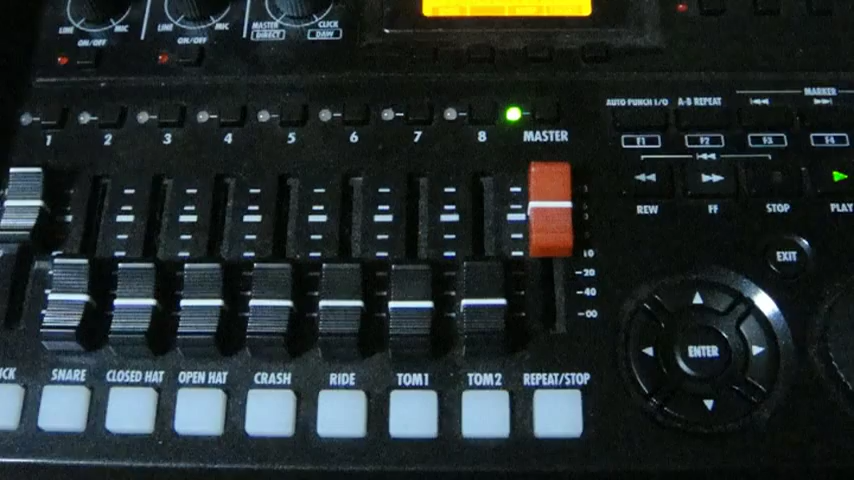 LINE MIC
LINE MIC
MASTER CLICK
DIRECT DAW
ON/OFF
ON/OFF
AUTO PUNCH I/O A-B REPEAT MARKER
1 2 3 4 5 6 7 8 MASTER
F1 F2 F3 F4
REW FF STOP PLAY
10
-20
-40
-∞
EXIT
ENTER
SNARE CLOSED HAT OPEN HAT CRASH RIDE TOM1 TOM2 REPEAT/STOP